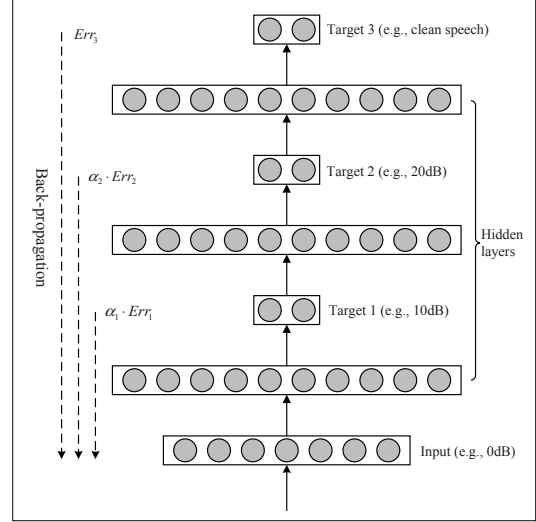 Err₃
Target 3 (e.g., clean speech)
Back-propagation
α₂ · Err₂
Target 2 (e.g., 20dB)
Hidden
layers
α₁ · Err₁
Target 1 (e.g., 10dB)
Input (e.g., 0dB)